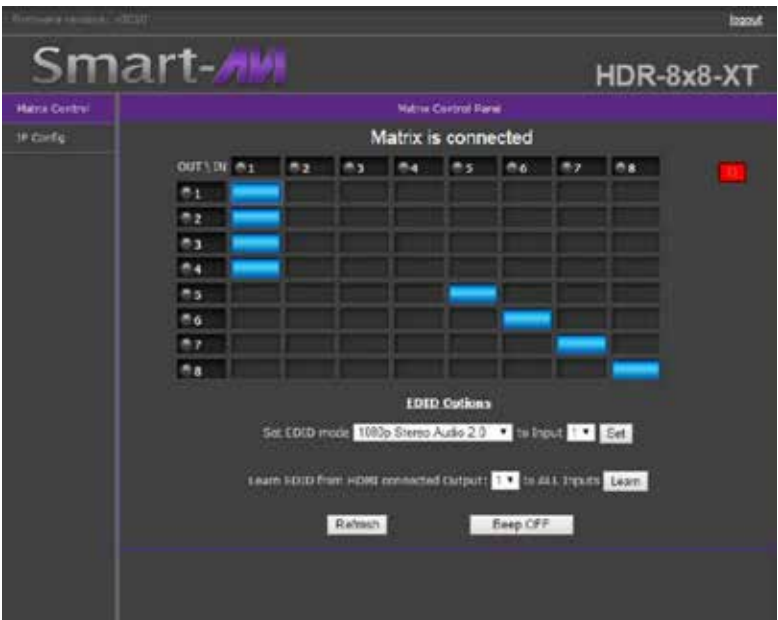 logout
Smart-AVI
HDR-8x8-XT
Matrix Control
Matrix Control Panel
IP Config
Matrix is connected
OUT \ IN 1 2 3 4 5 6 7 8
1
2
3
4
5
6
7
8
EDID Options
Set EDID mode 1080p Stereo Audio 2.0 to Input 1 Set
Learn EDID from HDMI connected Output: 1 to ALL Inputs Learn
Refresh
Beep OFF